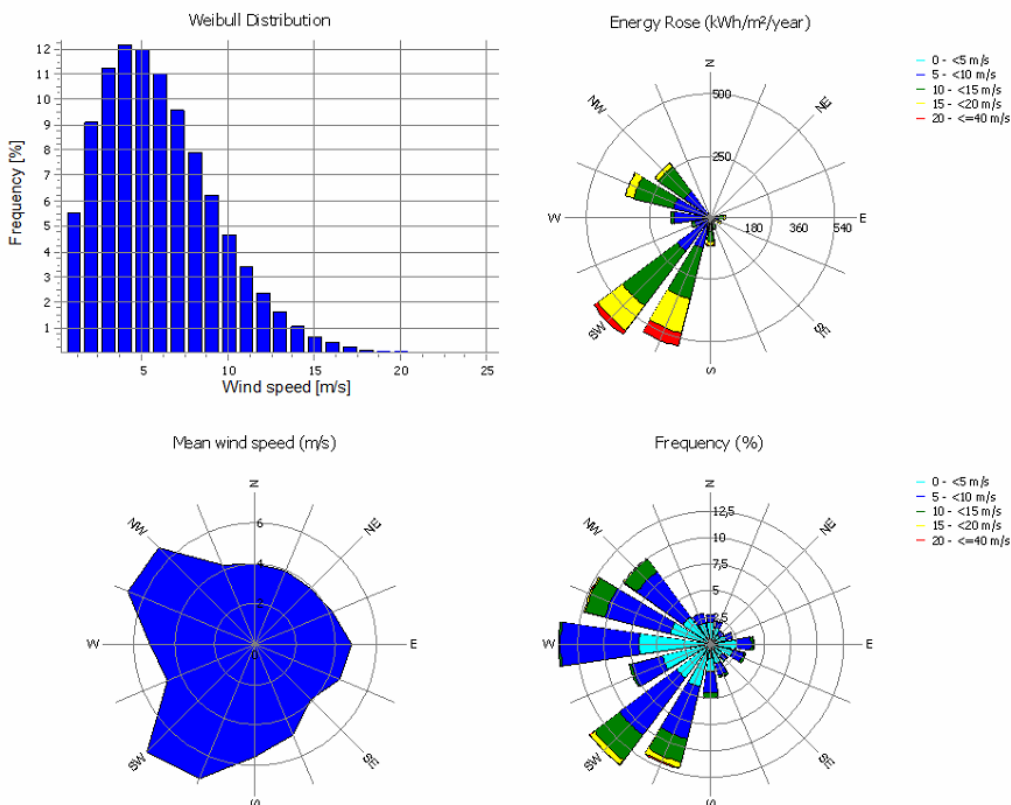 Weibull Distribution
12
11
10
9
8
7
6
5
4
3
2
1
Frequency [%]
5
10
15
20
25
Wind speed [m/s]
Energy Rose (kWh/m²/year)
N
NE
E
SE
S
SW
W
NW
500
250
180
360
540
0 - <5 m/s
5 - <10 m/s
10 - <15 m/s
15 - <20 m/s
20 - <=40 m/s
Mean wind speed (m/s)
N
NE
E
SE
S
SW
W
NW
6
4
2
0
Frequency (%)
N
NE
E
SE
S
SW
W
NW
12,5
10
7,5
5
2,5
0 - <5 m/s
5 - <10 m/s
10 - <15 m/s
15 - <20 m/s
20 - <=40 m/s